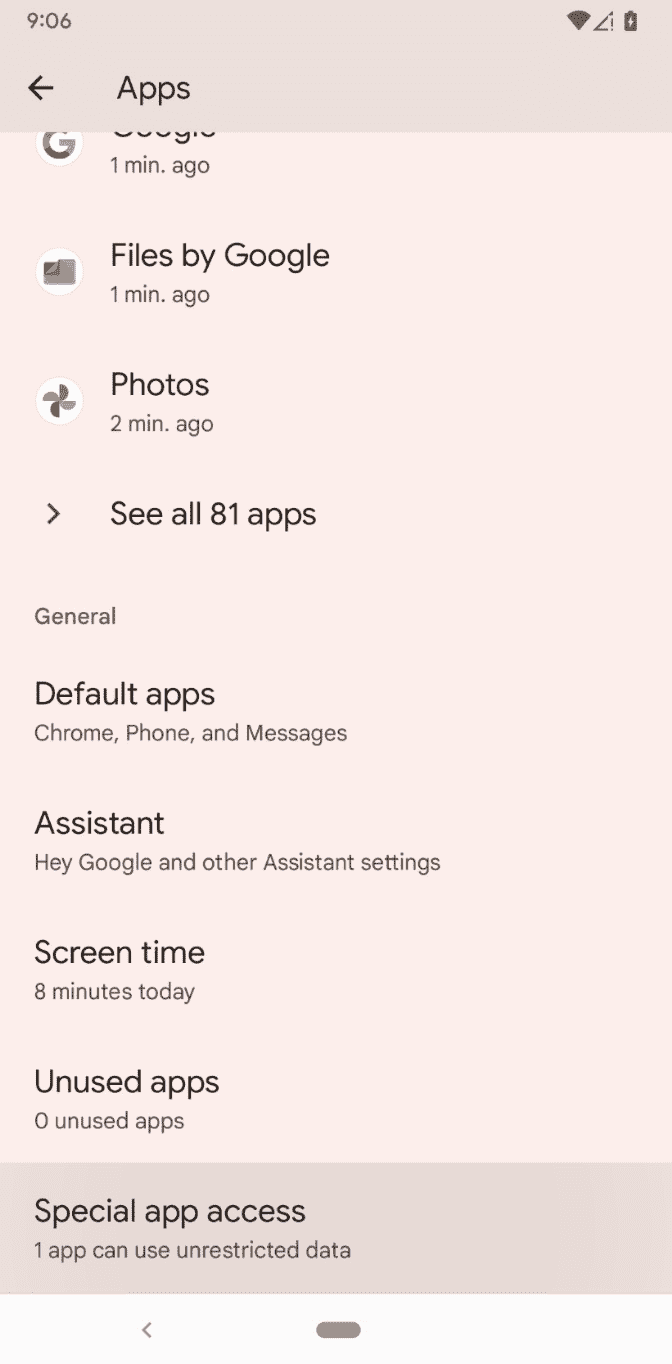 9:06
Apps
Google
1 min. ago
Files by Google
1 min. ago
Photos
2 min. ago
See all 81 apps
General
Default apps
Chrome, Phone, and Messages
Assistant
Hey Google and other Assistant settings
Screen time
8 minutes today
Unused apps
0 unused apps
Special app access
1 app can use unrestricted data